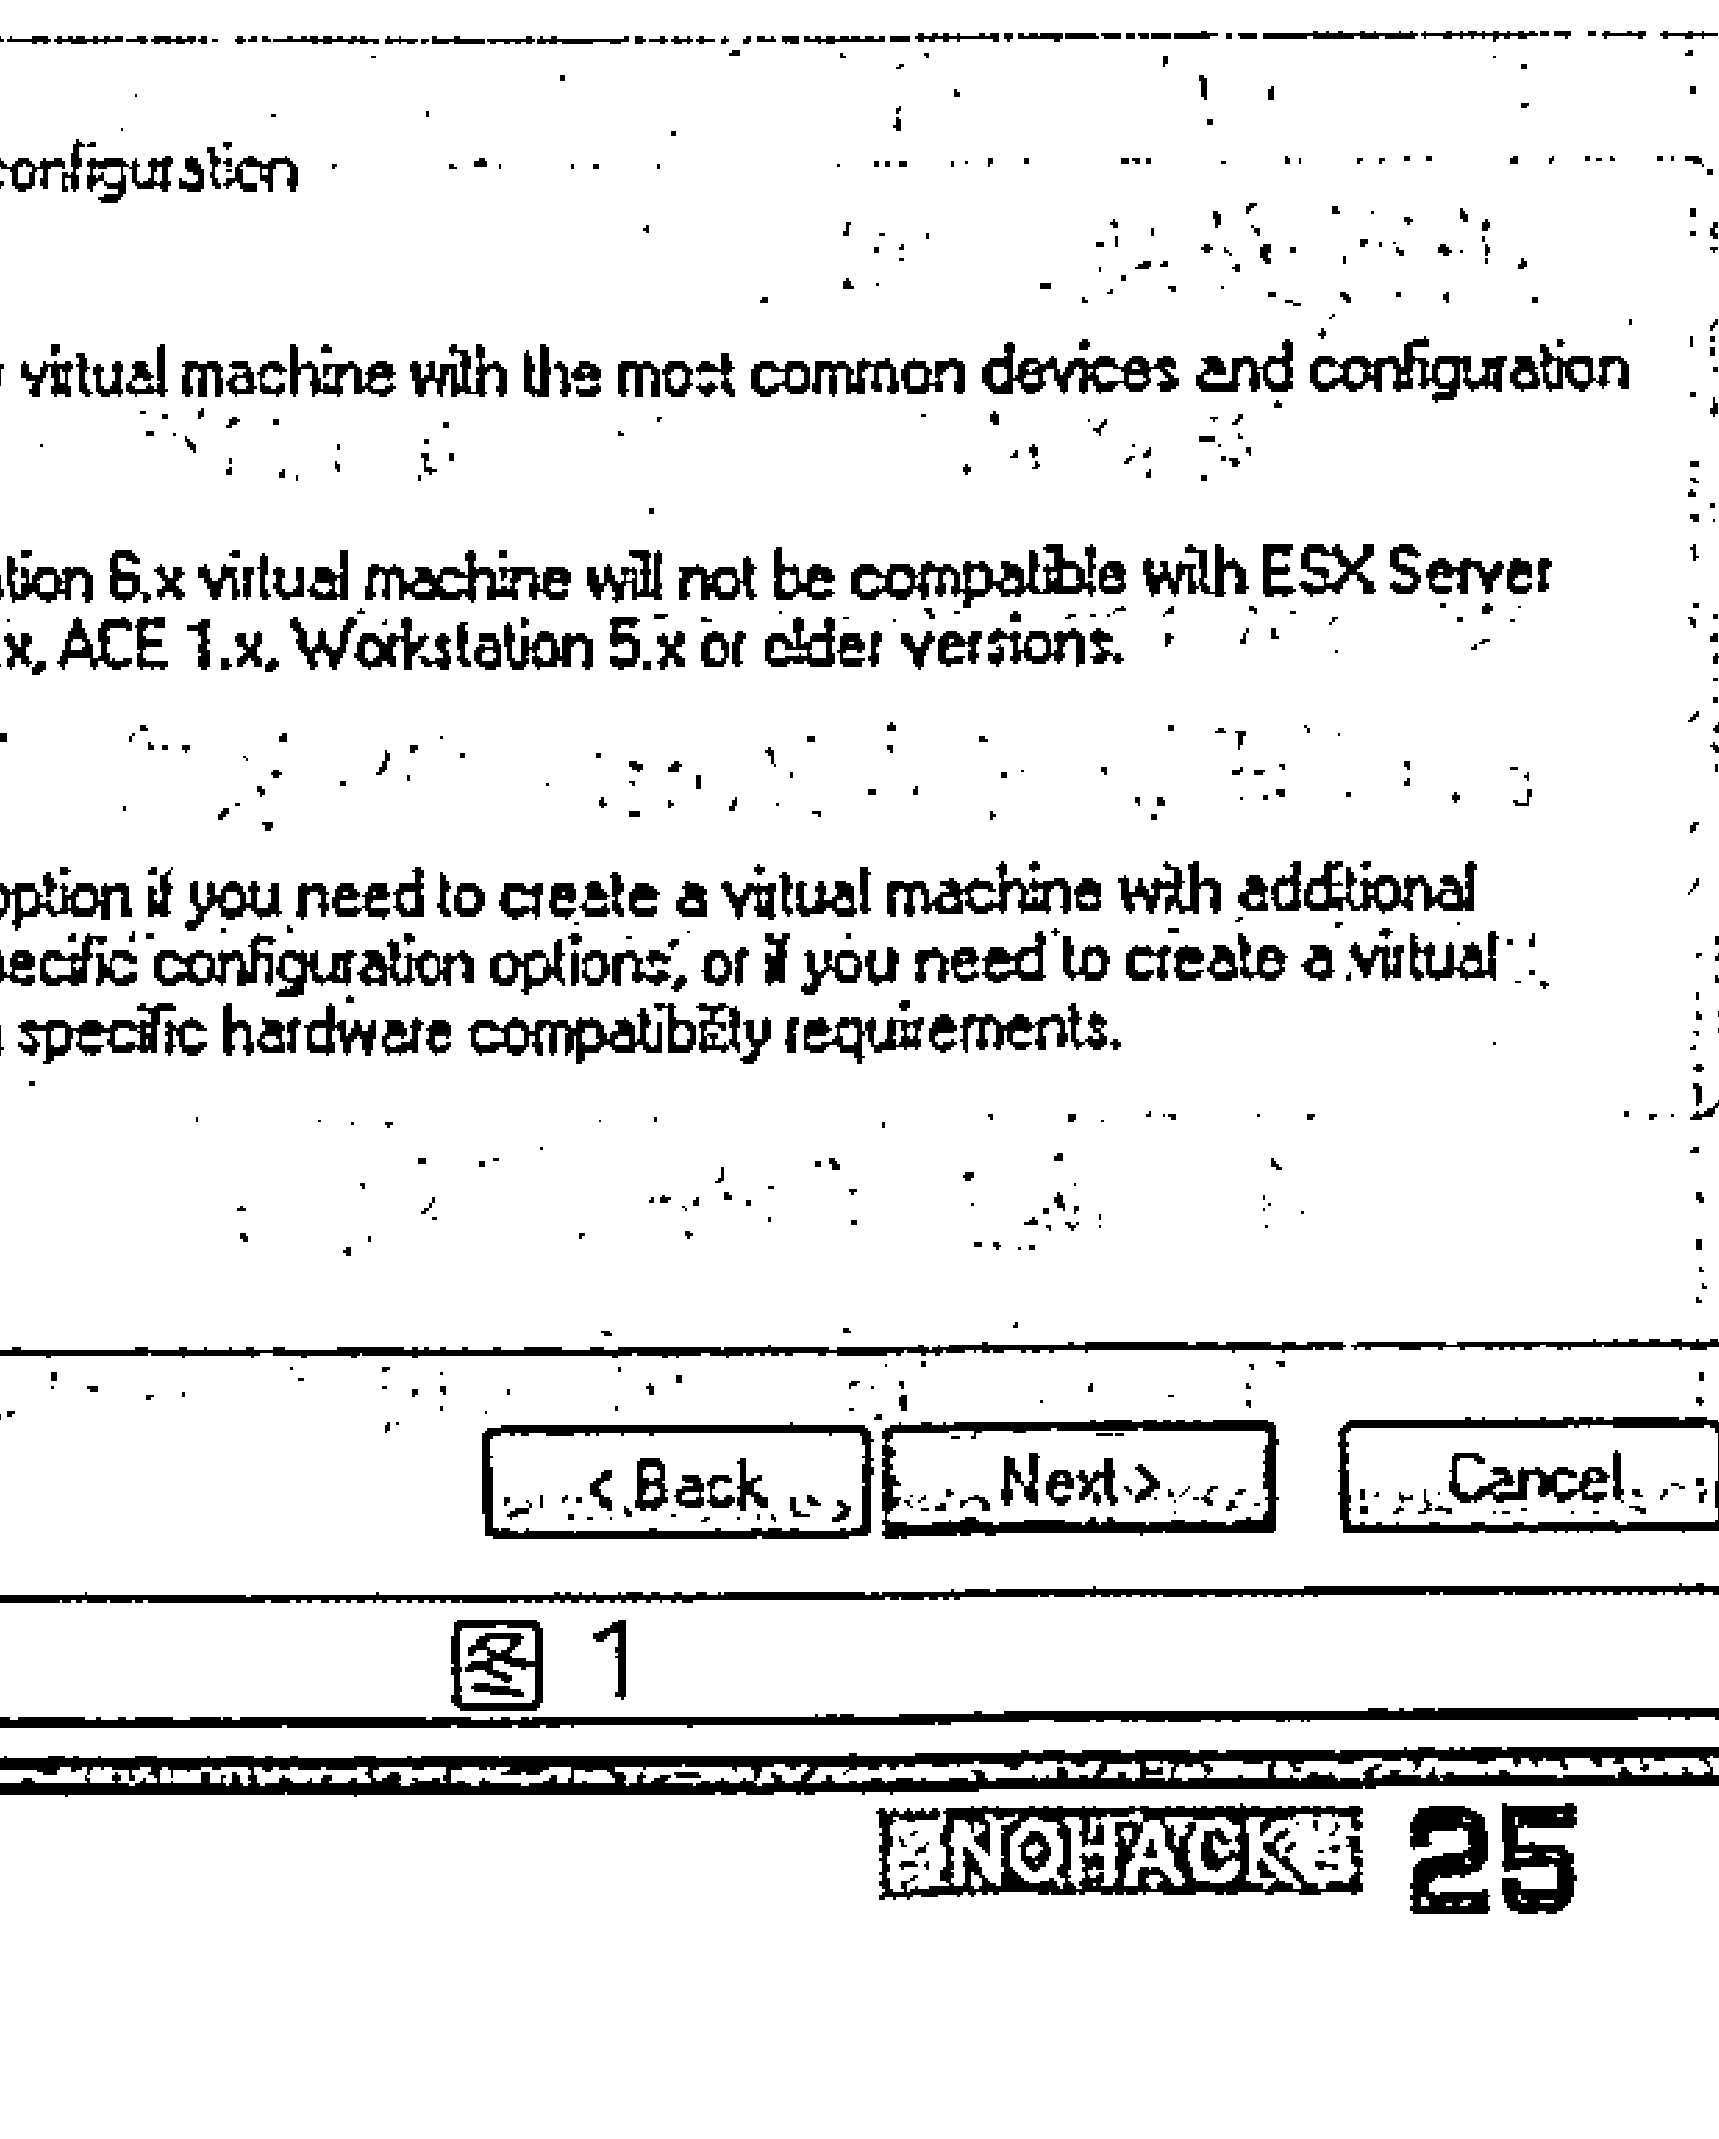 configuration
virtual machine with the most common devices and configuration
tion 6.x virtual machine will not be compatible with ESX Server
.x, ACE 1.x, Workstation 5.x or older versions.
option if you need to create a virtual machine with additional
pecific configuration options, or if you need to create a virtual
specific hardware compatibility requirements.
< Back Next > Cancel
图 1
NOHACK 25